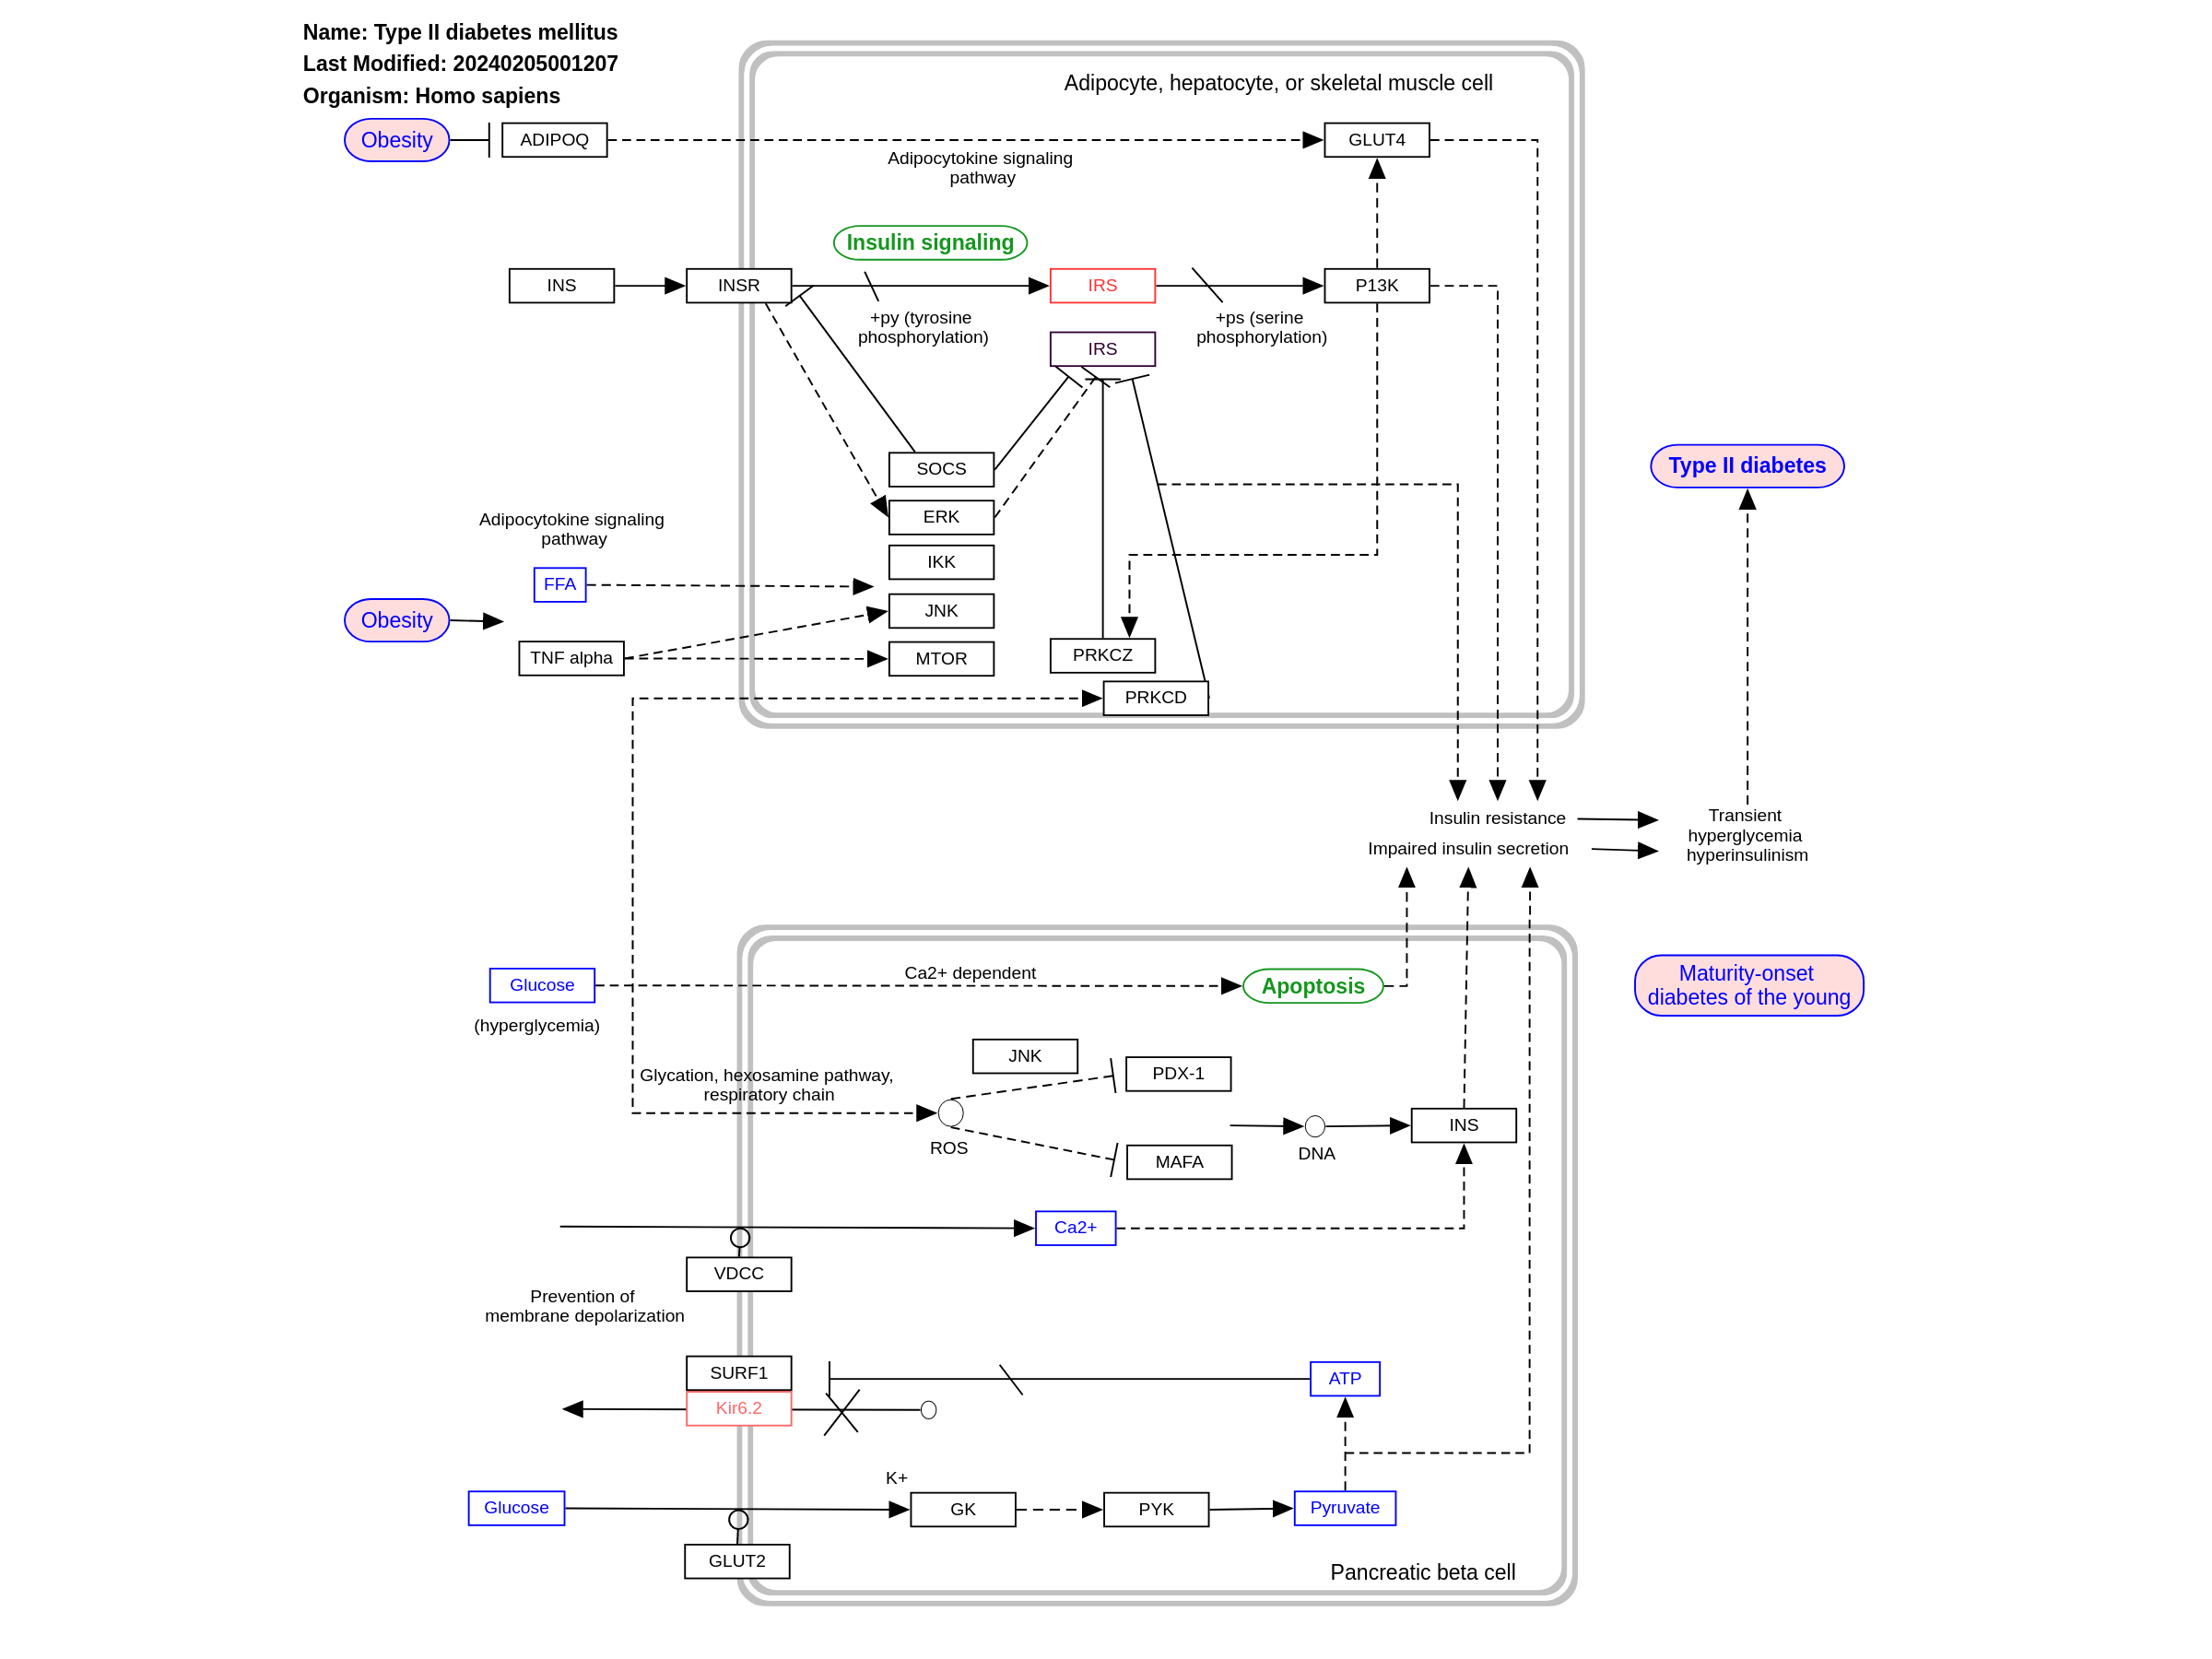 Name: Type II diabetes mellitus
Last Modified: 20240205001207
Organism: Homo sapiens
Adipocyte, hepatocyte, or skeletal muscle cell
Obesity
ADIPOQ
GLUT4
Adipocytokine signaling
pathway
Insulin signaling
INS
INSR
IRS
P13K
+py (tyrosine
phosphorylation)
+ps (serine
phosphorylation)
IRS
SOCS
Type II diabetes
ERK
Adipocytokine signaling
pathway
IKK
FFA
Obesity
JNK
TNF alpha
MTOR
PRKCZ
PRKCD
Insulin resistance
Impaired insulin secretion
Transient
hyperglycemia
hyperinsulinism
Glucose
(hyperglycemia)
Ca2+ dependent
Apoptosis
Maturity-onset
diabetes of the young
JNK
PDX-1
Glycation, hexosamine pathway,
respiratory chain
ROS
MAFA
DNA
INS
Ca2+
VDCC
Prevention of
membrane depolarization
SURF1
Kir6.2
ATP
K+
Glucose
GK
PYK
Pyruvate
GLUT2
Pancreatic beta cell